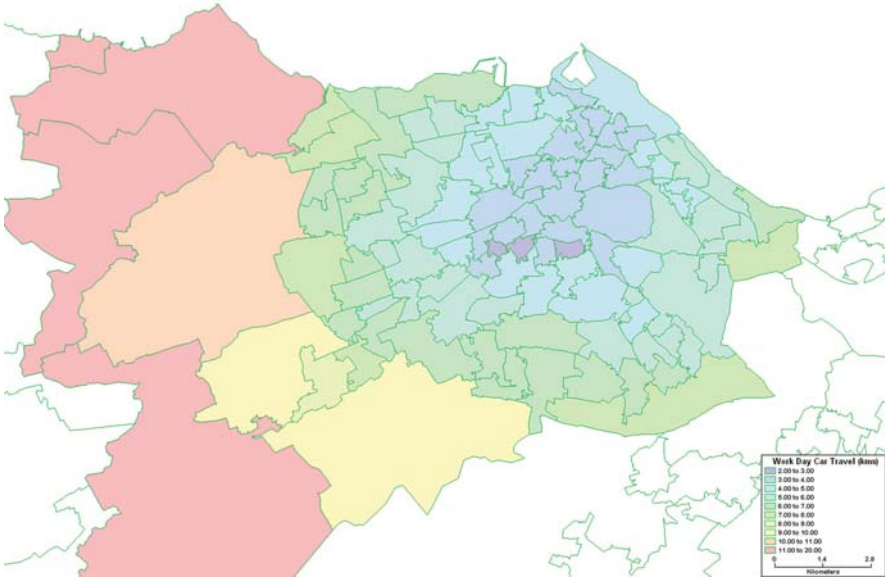 Work Day Car Travel (kms)
2.00 to 3.00
3.00 to 4.00
4.00 to 5.00
5.00 to 6.00
6.00 to 7.00
7.00 to 8.00
8.00 to 9.00
9.00 to 10.00
10.00 to 11.00
11.00 to 20.00
0 1.4 2.8
Kilometers